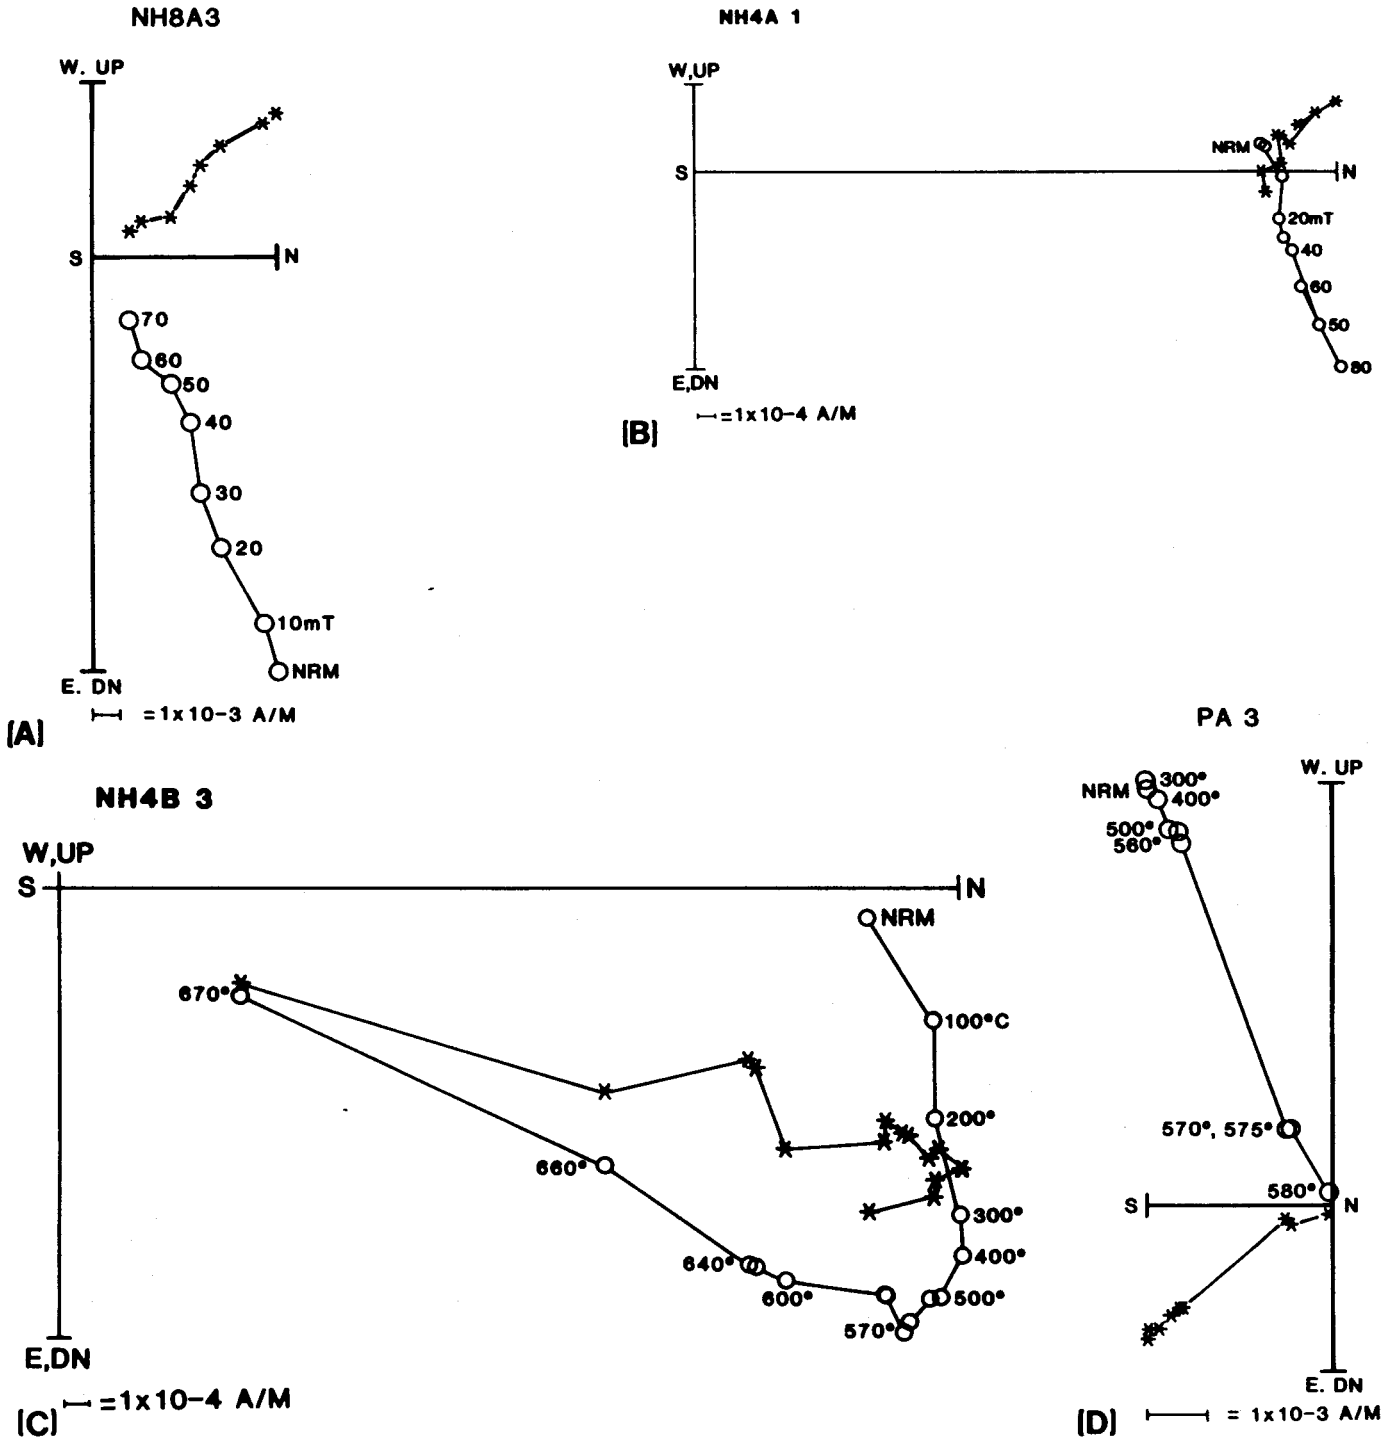 NH8A3
W. UP
S
N
70
60
50
40
30
20
10mT
NRM
E. DN
=1x10-3 A/M
[A]
NH4A 1
W,UP
NRM
S
N
20mT
40
60
50
80
E,DN
=1x10-4 A/M
[B]
NH4B 3
W,UP
S
N
NRM
670°
100°C
200°
660°
300°
640°
400°
600°
500°
570°
E,DN
=1x10-4 A/M
[C]
PA 3
W. UP
300°
NRM
400°
500°
560°
570°, 575°
580°
S
N
E. DN
= 1x10-3 A/M
[D]